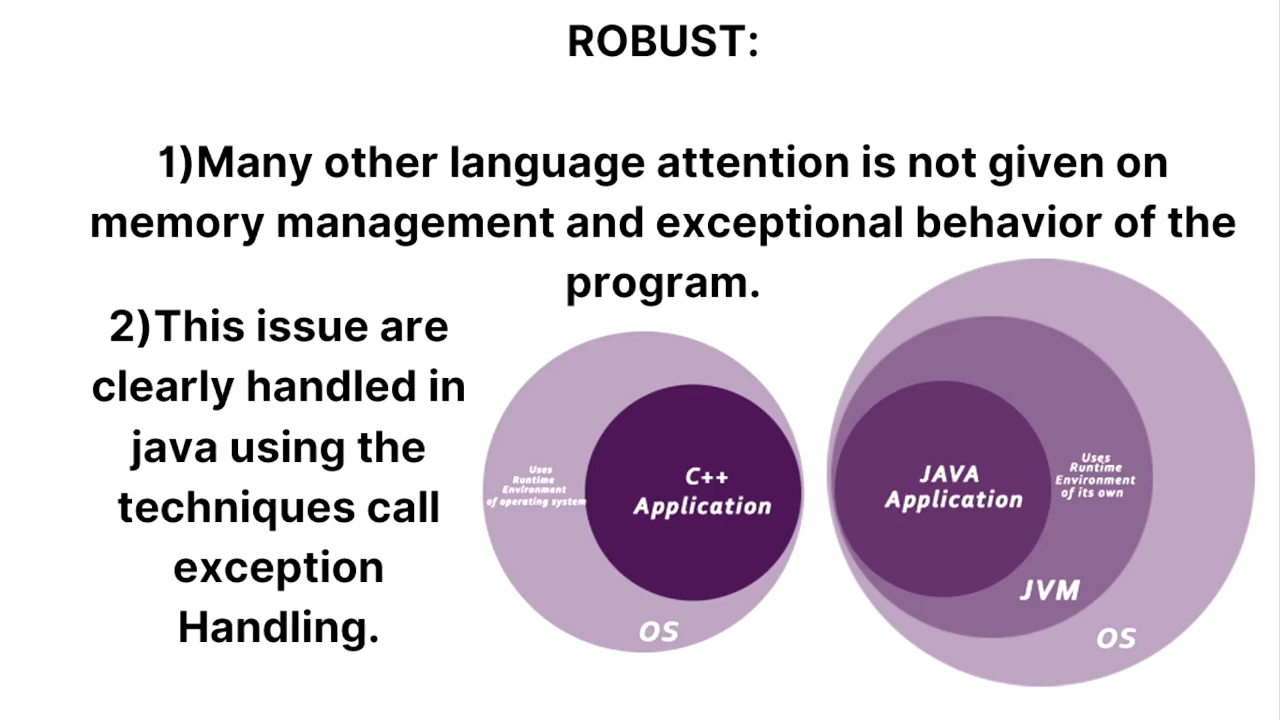 ROBUST:
1)Many other language attention is not given on
memory management and exceptional behavior of the
program.
2)This issue are
clearly handled in
java using the
techniques call
exception
Handling.
Uses
Runtime
Environment
of operating system
C++
Application
OS
JAVA
Application
Uses
Runtime
Environment
of its own
JVM
OS